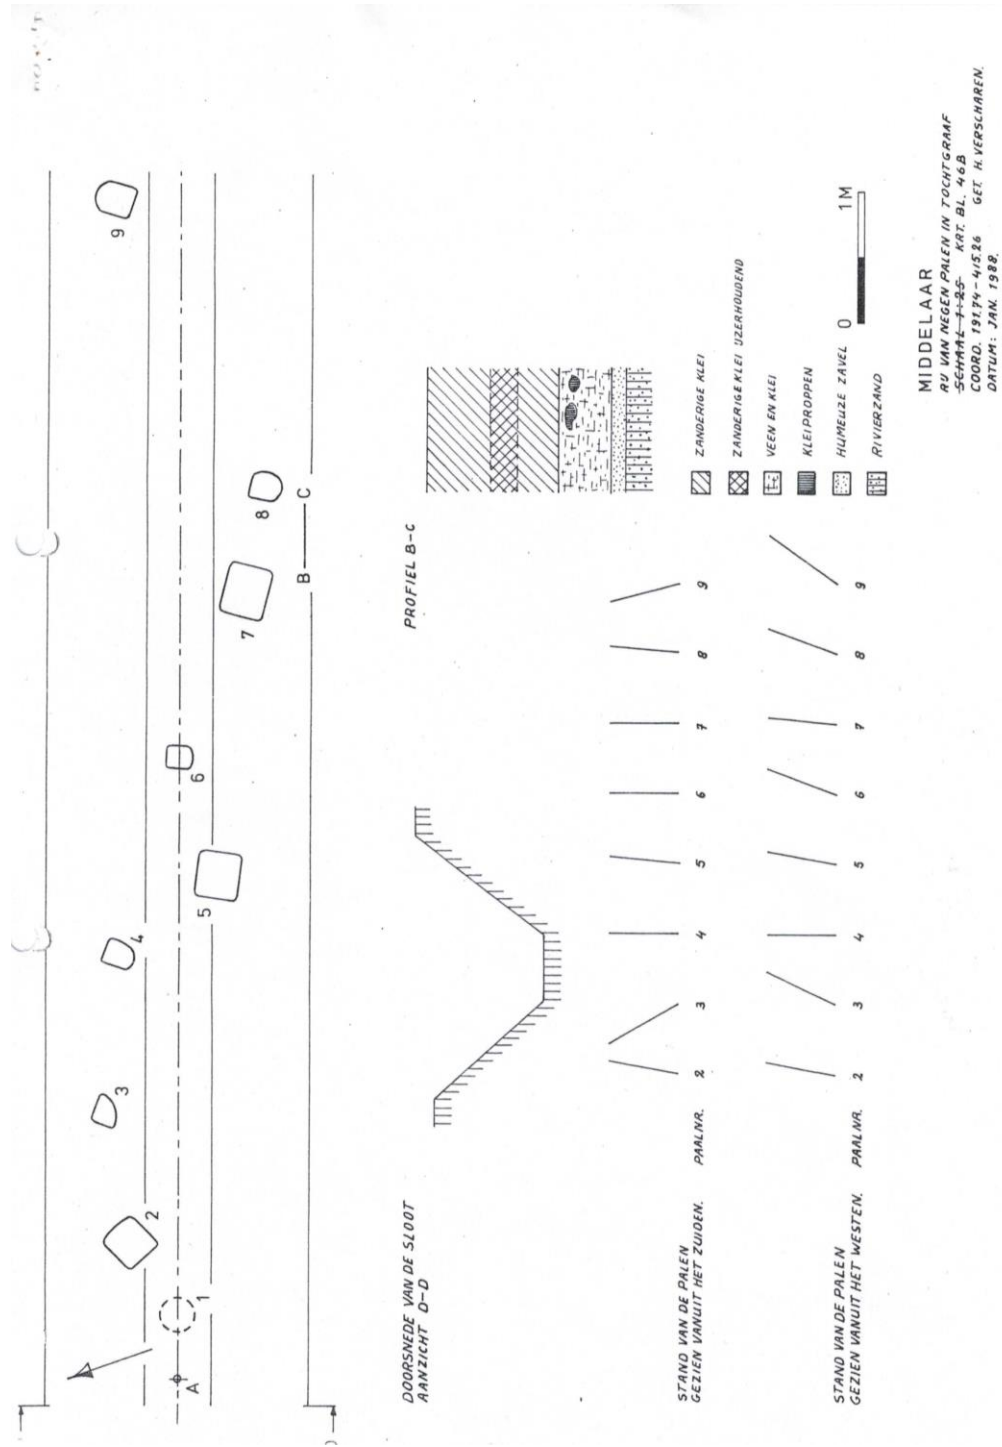 1
2
3
4
5
6
7
8
9
A
B
C
DOORSNEDE VAN DE SLOOT
AANZICHT D-D
PROFIEL B-C
STAND VAN DE PALEN
GEZIEN VANUIT HET ZUIDEN.
PAALNR. 2 3 4 5 6 7 8 9
STAND VAN DE PALEN
GEZIEN VANUIT HET WESTEN.
PAALNR. 2 3 4 5 6 7 8 9
ZANDERIGE KLEI
ZANDERIGE KLEI IJZERHOUDEND
VEEN EN KLEI
KLEIPROPPEN
HUMEUZE ZAVEL
RIVIERZAND
0 1 M
MIDDELAAR
RIJ VAN NEGEN PALEN IN TOCHTGRAAF
SCHAAL 1:25 KRT. BL. 46B
COORD. 191.74-415.26 GET. H. VERSCHAREN.
DATUM: JAN. 1988.